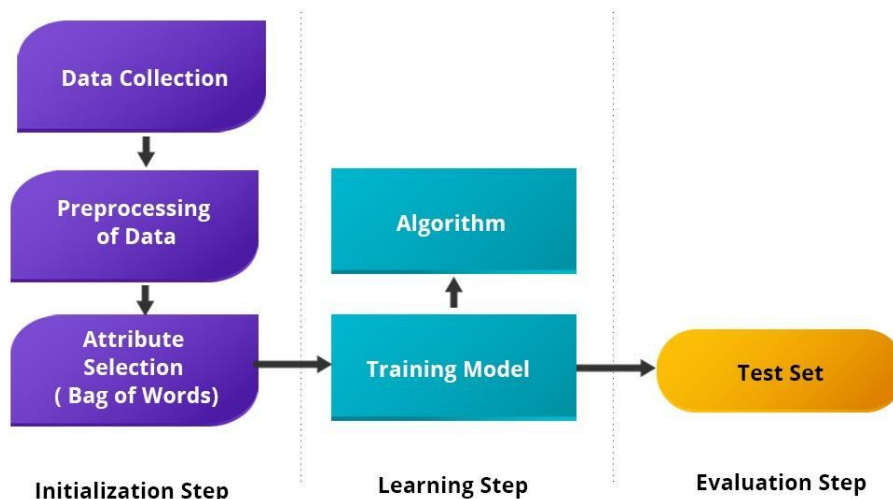 Data Collection
Preprocessing
of Data
Attribute
Selection
( Bag of Words)
Initialization Step
Algorithm
Training Model
Learning Step
Test Set
Evaluation Step